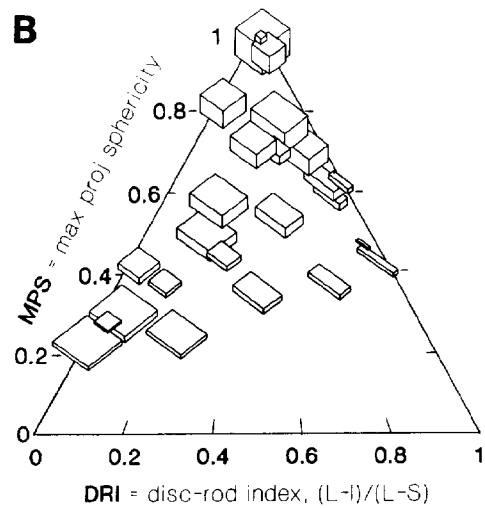 B
1
0.8
0.6
0.4
0.2
0
MPS = max proj sphericity
0 0.2 0.4 0.6 0.8 1
DRI = disc-rod index, (L-I)/(L-S)